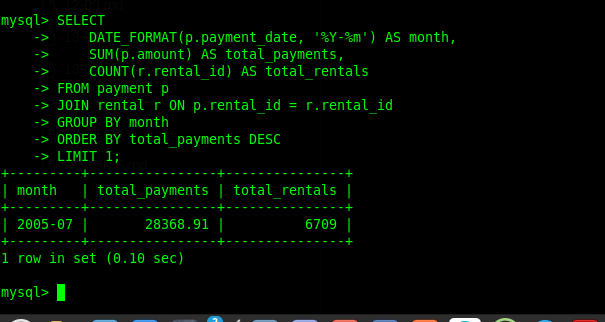 mysql> SELECT
    ->     DATE_FORMAT(p.payment_date, '%Y-%m') AS month,
    ->     SUM(p.amount) AS total_payments,
    ->     COUNT(r.rental_id) AS total_rentals
    -> FROM payment p
    -> JOIN rental r ON p.rental_id = r.rental_id
    -> GROUP BY month
    -> ORDER BY total_payments DESC
    -> LIMIT 1;
+---------+----------------+---------------+
| month   | total_payments | total_rentals |
+---------+----------------+---------------+
| 2005-07 |       28368.91 |          6709 |
+---------+----------------+---------------+
1 row in set (0.10 sec)

mysql>
2